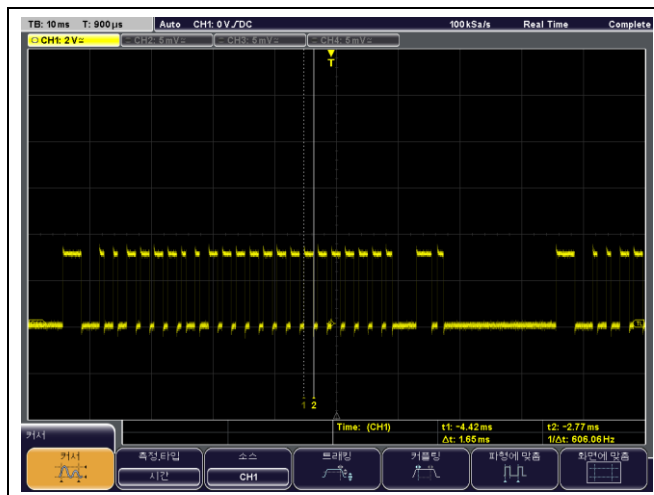 TB: 10 ms T: 900 µs Auto CH1: 0 V DC 100 kSa/s Real Time Complete
CH1: 2 V CH2: 5 mV CH3: 5 mV CH4: 5 mV
T
1 2
Time: (CH1) t1: -4.42 ms t2: -2.77 ms
Δt: 1.65 ms 1/Δt: 606.06 Hz
커서
커서 측정,타입 소스 트래킹 커플링 파형에 맞춤 화면에 맞춤
시간 CH1